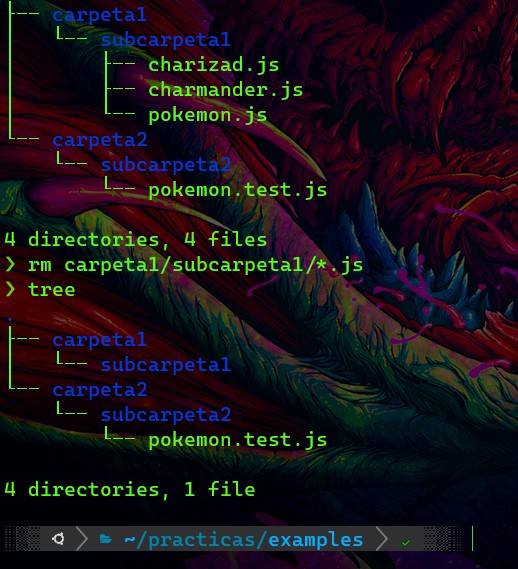 ├── carpeta1
│   └── subcarpeta1
│       ├── charizad.js
│       ├── charmander.js
│       └── pokemon.js
└── carpeta2
    └── subcarpeta2
        └── pokemon.test.js
4 directories, 4 files
❯ rm carpeta1/subcarpeta1/*.js
❯ tree
.
├── carpeta1
│   └── subcarpeta1
└── carpeta2
    └── subcarpeta2
        └── pokemon.test.js
4 directories, 1 file
~/practicas/examples